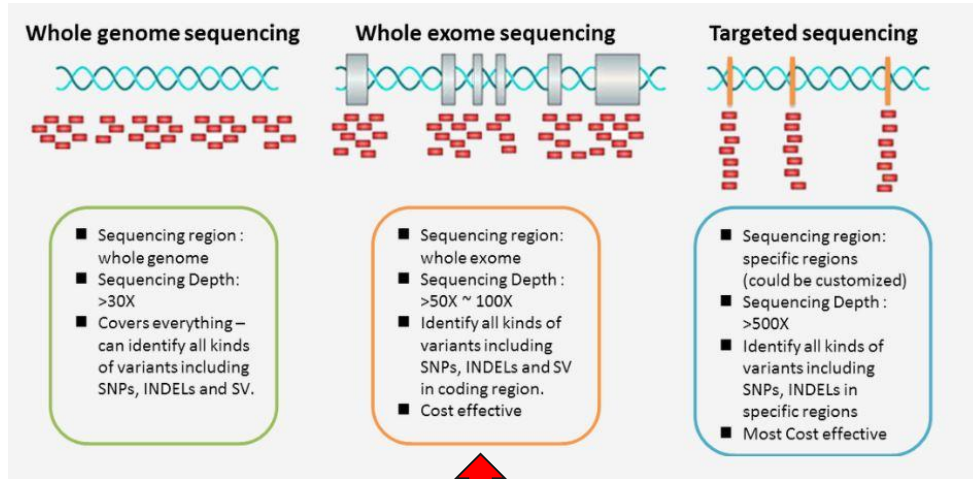 Whole genome sequencing
Whole exome sequencing
Targeted sequencing
■ Sequencing region :
whole genome
■ Sequencing Depth:
>30X
■ Covers everything –
can identify all kinds
of variants including
SNPs, INDELs and SV.
■ Sequencing region:
whole exome
■ Sequencing Depth :
>50X ~ 100X
■ Identify all kinds of
variants including
SNPs, INDELs and SV
in coding region.
■ Cost effective
■ Sequencing region:
specific regions
(could be customized)
■ Sequencing Depth :
>500X
■ Identify all kinds of
variants including
SNPs, INDELs in
specific regions
■ Most Cost effective